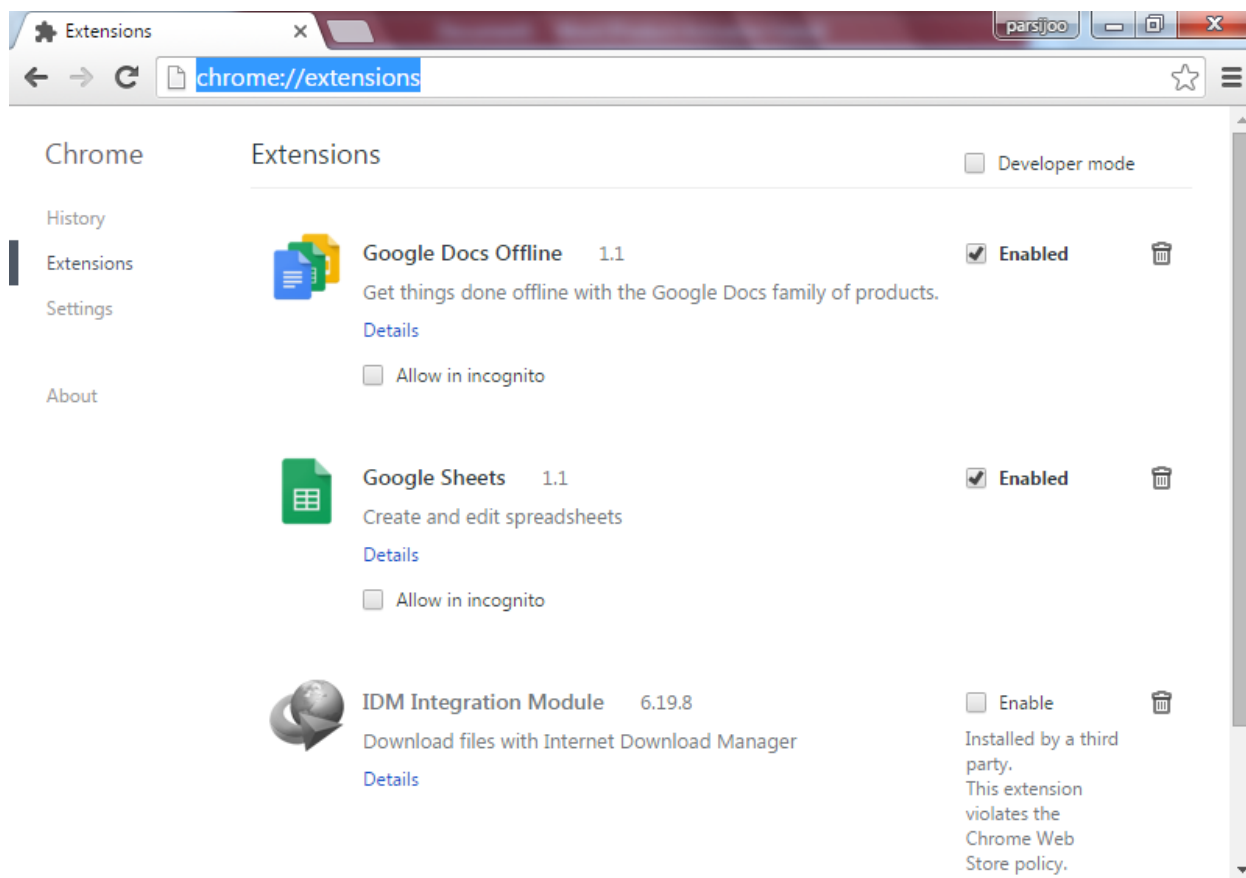 Extensions
parsijoo
chrome://extensions
Chrome
Extensions
Developer mode
History
Extensions
Settings
About
Google Docs Offline 1.1
Enabled
Get things done offline with the Google Docs family of products.
Details
Allow in incognito
Google Sheets 1.1
Enabled
Create and edit spreadsheets
Details
Allow in incognito
IDM Integration Module 6.19.8
Enable
Download files with Internet Download Manager
Details
Installed by a third
party.
This extension
violates the
Chrome Web
Store policy.